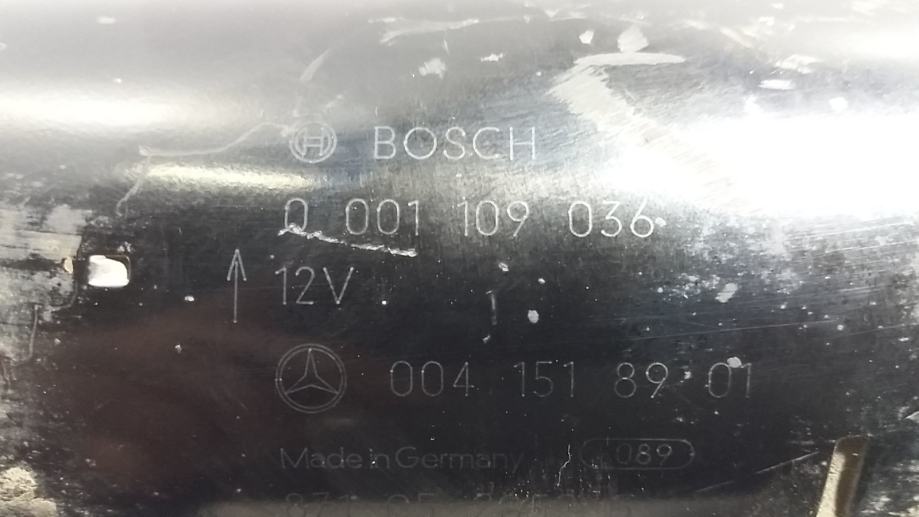 BOSCH
0 001 109 036
12V
004 151 89 01
Made in Germany 089